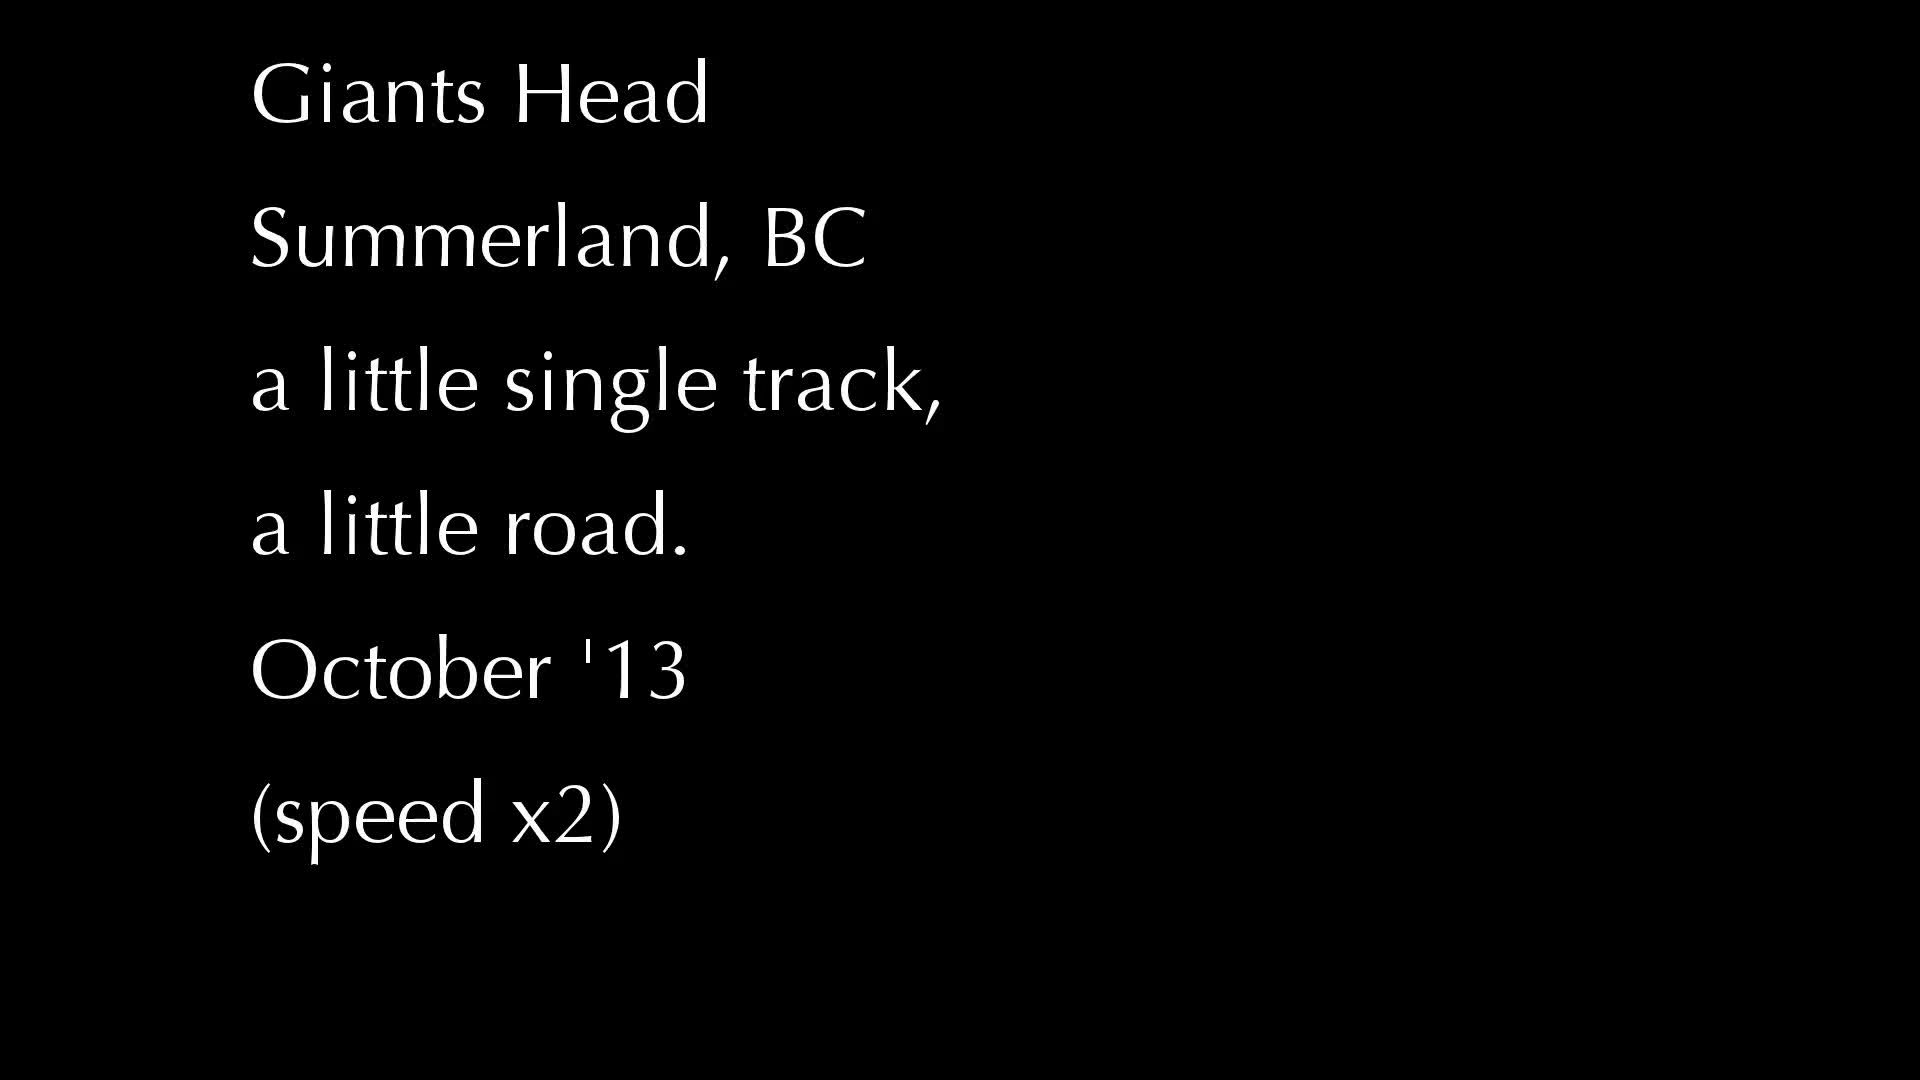 Giants Head
Summerland, BC
a little single track,
a little road.
October '13
(speed x2)